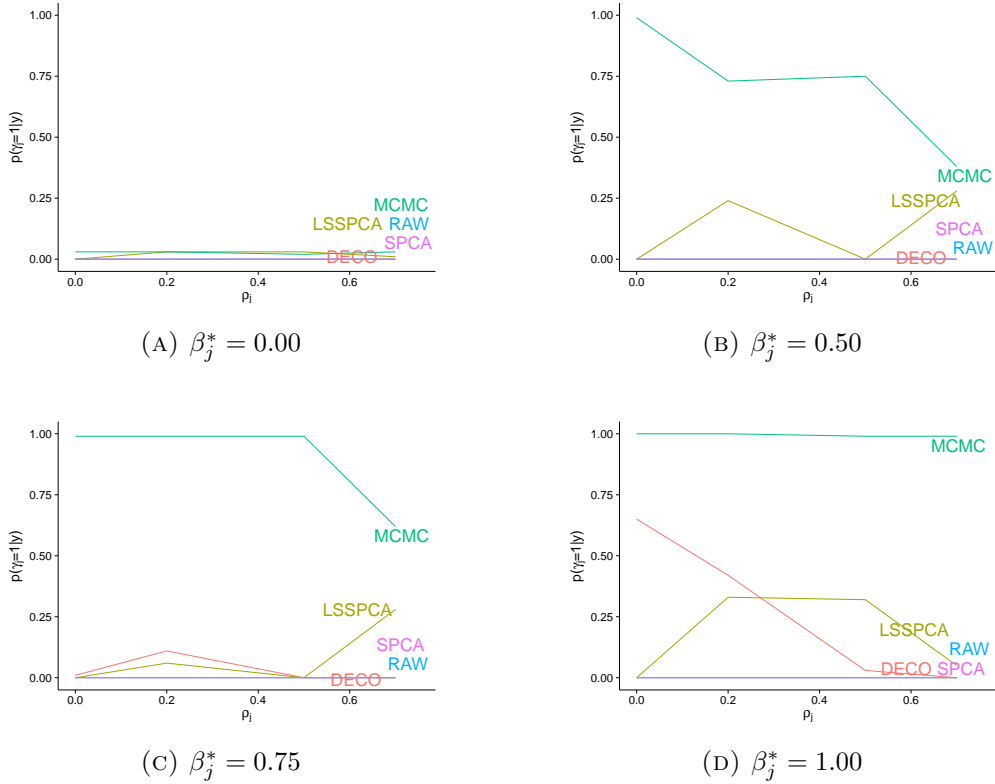 1.00
0.75
0.50
0.25
0.00
p(γj=1|y)
MCMC
LSSPCA RAW
SPCA
DECO
0.0 0.2 0.4 0.6
ρj
(A) β*j = 0.00
1.00
0.75
0.50
0.25
0.00
p(γj=1|y)
MCMC
LSSPCA
SPCA
RAW
DECO
0.0 0.2 0.4 0.6
ρj
(B) β*j = 0.50
1.00
0.75
0.50
0.25
0.00
p(γj=1|y)
MCMC
LSSPCA
SPCA
RAW
DECO
0.0 0.2 0.4 0.6
ρj
(C) β*j = 0.75
1.00
0.75
0.50
0.25
0.00
p(γj=1|y)
MCMC
LSSPCA
RAW
DECO SPCA
0.0 0.2 0.4 0.6
ρj
(D) β*j = 1.00